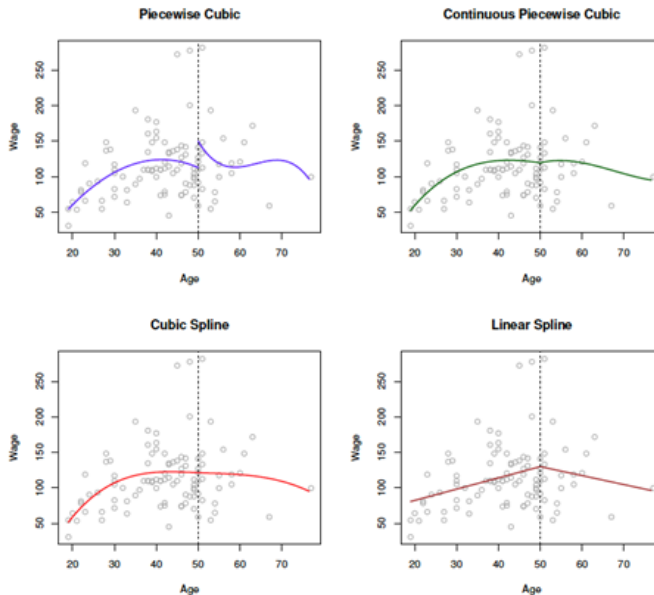 Piecewise Cubic
Wage
50 100 150 200 250
20 30 40 50 60 70
Age
Continuous Piecewise Cubic
Wage
50 100 150 200 250
20 30 40 50 60 70
Age
Cubic Spline
Wage
50 100 150 200 250
20 30 40 50 60 70
Age
Linear Spline
Wage
50 100 150 200 250
20 30 40 50 60 70
Age